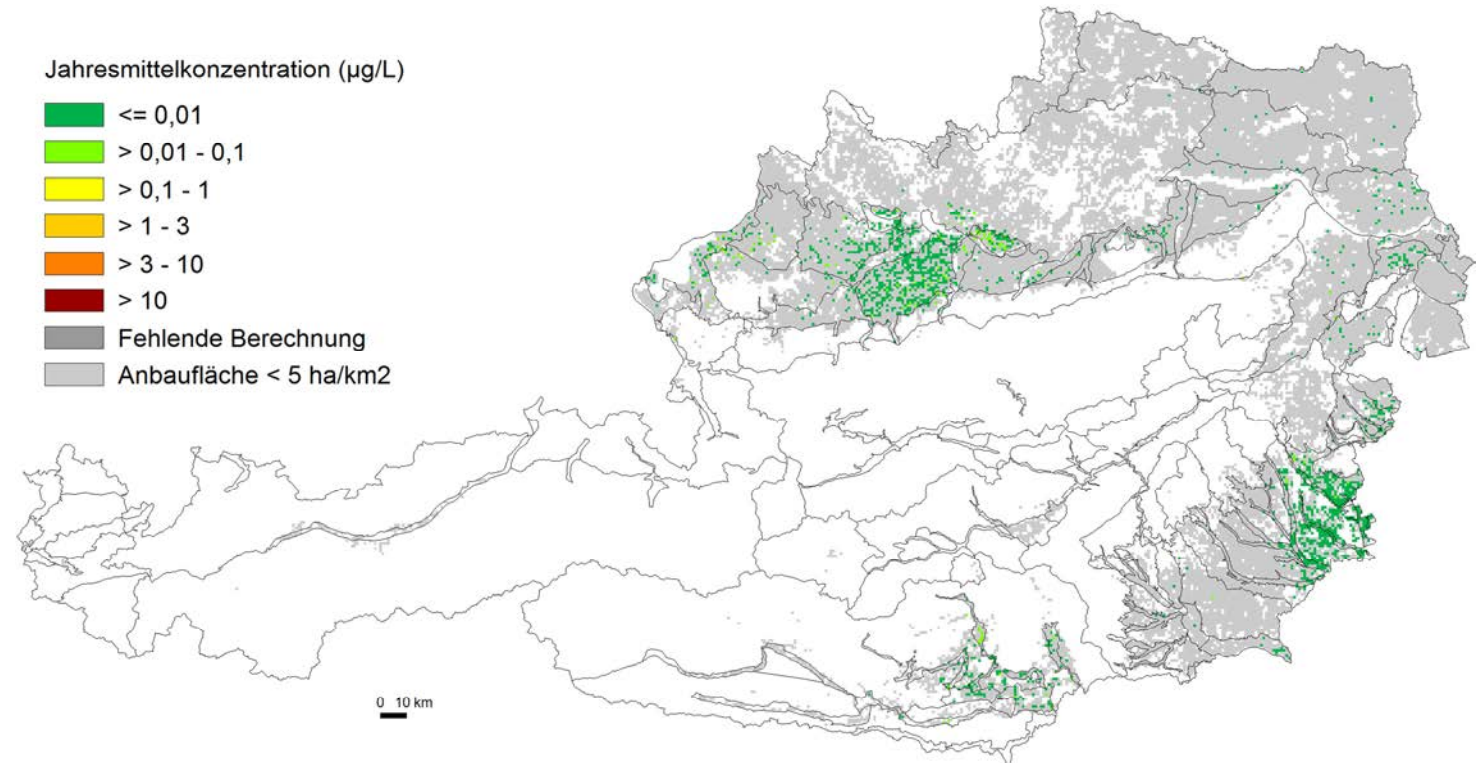 Jahresmittelkonzentration (µg/L)
<= 0,01
> 0,01 - 0,1
> 0,1 - 1
> 1 - 3
> 3 - 10
> 10
Fehlende Berechnung
Anbaufläche < 5 ha/km2
0 10 km